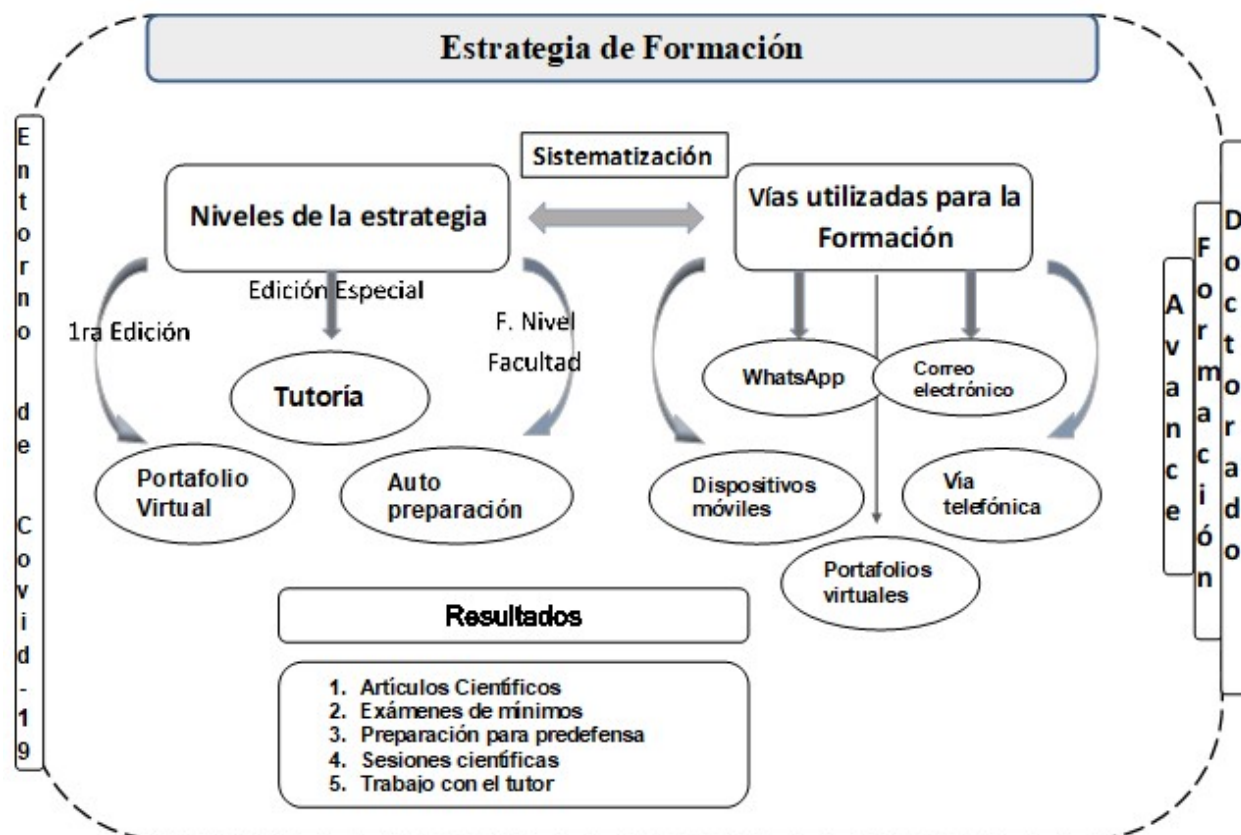 Estrategia de Formación
Entorno de Covid-19
Sistematización
Niveles de la estrategia
Vías utilizadas para la
Formación
Edición Especial
1ra Edición
F. Nivel
Facultad
Tutoría
Portafolio
Virtual
Auto
preparación
WhatsApp
Correo
electrónico
Dispositivos
móviles
Vía
telefónica
Portafolios
virtuales
Avance
Formación
Doctorado
Resultados
1. Artículos Científicos
2. Exámenes de mínimos
3. Preparación para predefensa
4. Sesiones científicas
5. Trabajo con el tutor